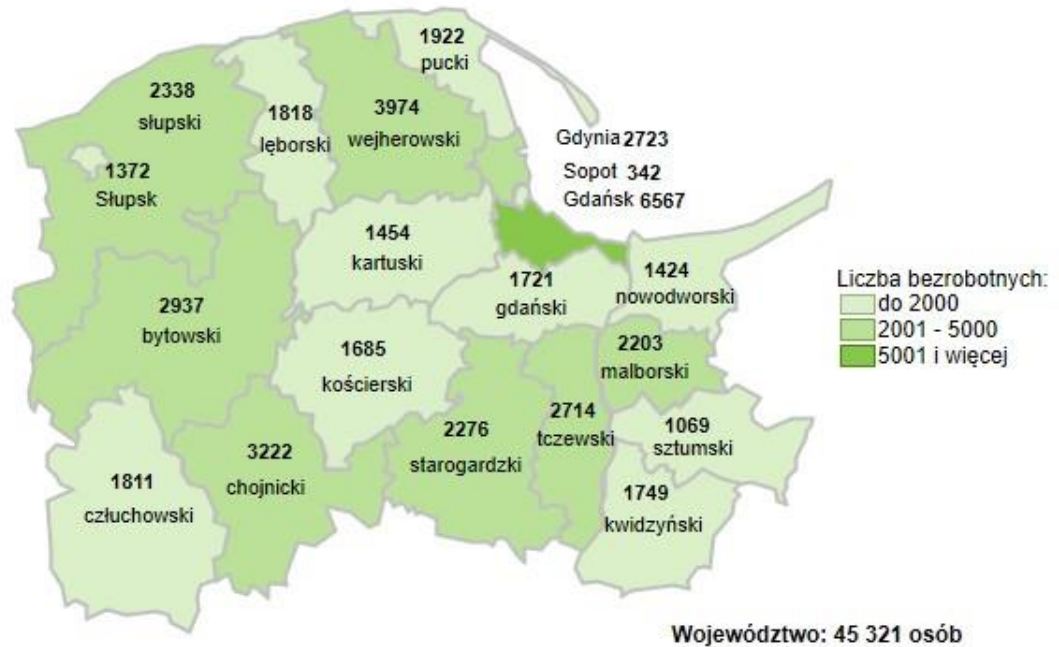 1922
pucki
2338
słupski
1818
lęborski
3974
wejherowski
Gdynia 2723
Sopot 342
Gdańsk 6567
1372
Słupsk
1454
kartuski
1721
gdański
1424
nowodworski
Liczba bezrobotnych:
do 2000
2001 - 5000
5001 i więcej
2937
bytowski
1685
kościerski
2203
malborski
2276
starogardzki
2714
tczewski
1069
sztumski
3222
chojnicki
1811
człuchowski
1749
kwidzyński
Województwo: 45 321 osób